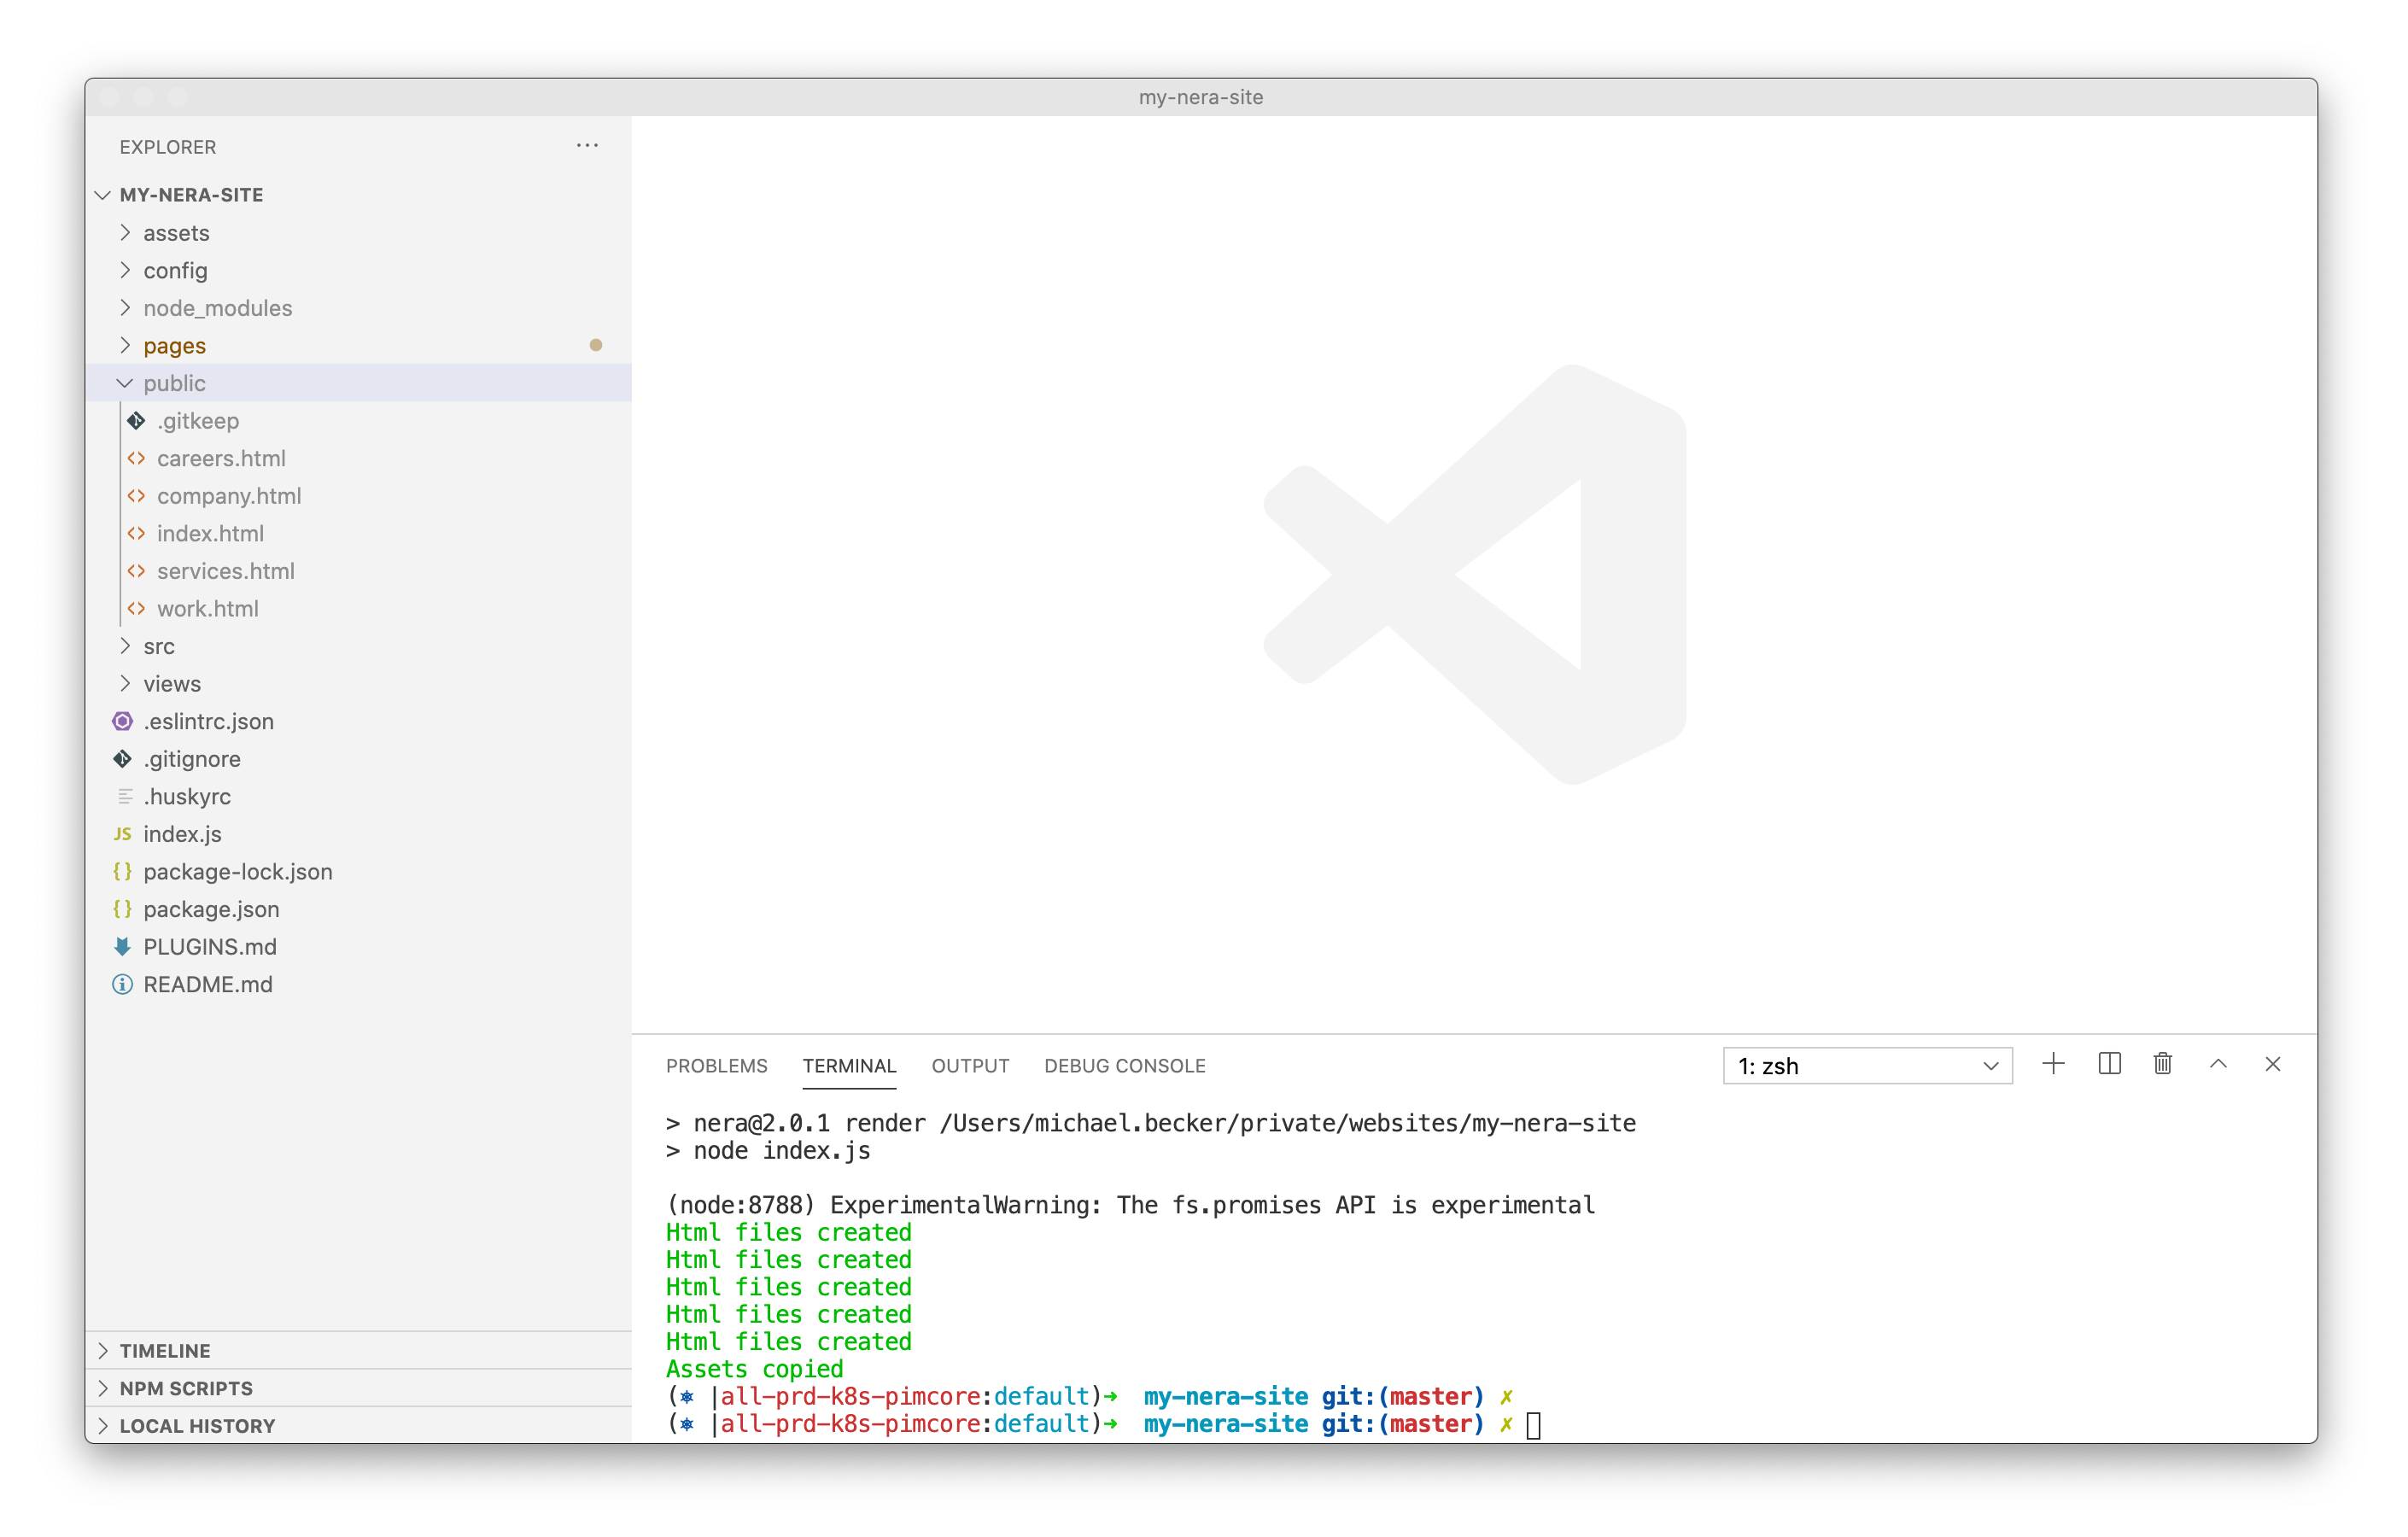 my-nera-site
EXPLORER
MY-NERA-SITE
assets
config
node_modules
pages
public
.gitkeep
careers.html
company.html
index.html
services.html
work.html
src
views
.eslintrc.json
.gitignore
.huskyrc
JS index.js
{} package-lock.json
{} package.json
PLUGINS.md
README.md
TIMELINE
NPM SCRIPTS
LOCAL HISTORY
PROBLEMS TERMINAL OUTPUT DEBUG CONSOLE 1: zsh
> nera@2.0.1 render /Users/michael.becker/private/websites/my-nera-site
> node index.js
(node:8788) ExperimentalWarning: The fs.promises API is experimental
Html files created
Html files created
Html files created
Html files created
Html files created
Assets copied
(⎈ |all-prd-k8s-pimcore:default)➜ my-nera-site git:(master) ✗
(⎈ |all-prd-k8s-pimcore:default)➜ my-nera-site git:(master) ✗